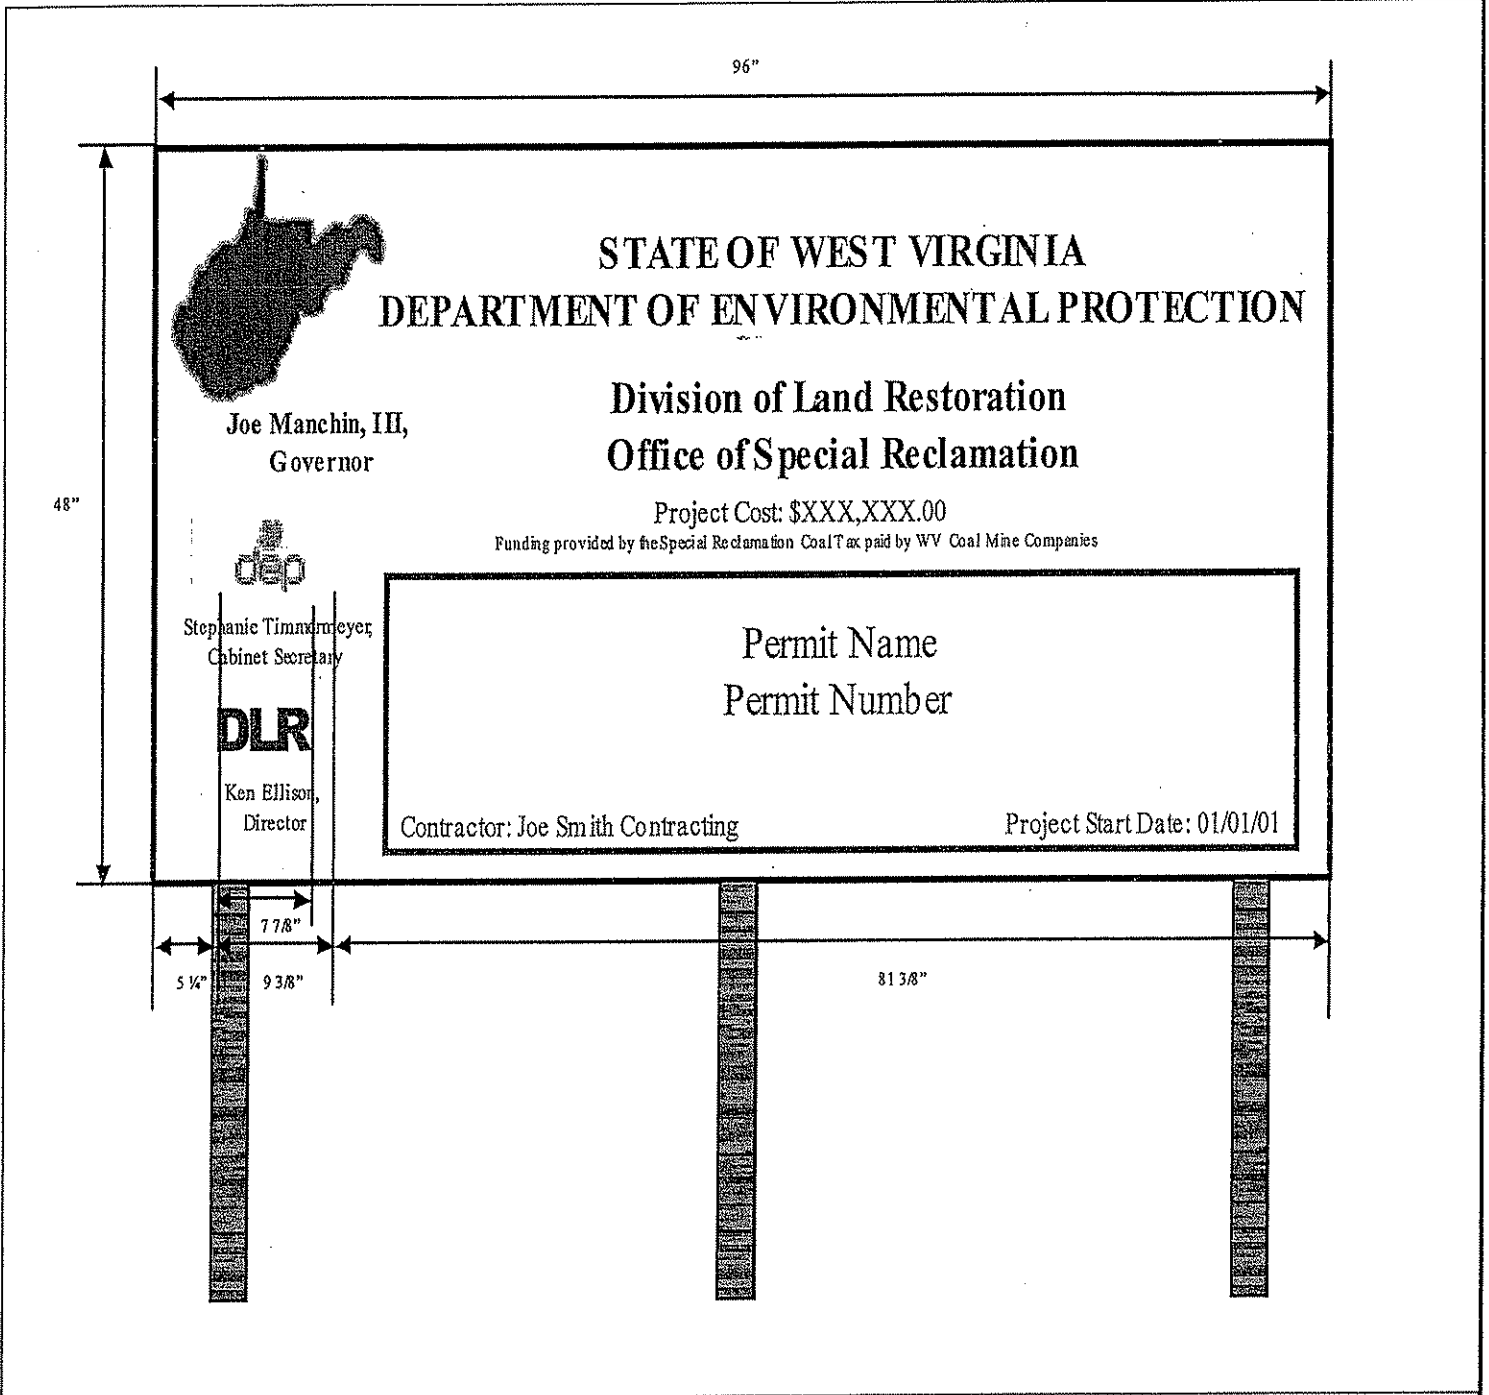 96"
STATE OF WEST VIRGINIA
DEPARTMENT OF ENVIRONMENTAL PROTECTION
Division of Land Restoration
Office of Special Reclamation
Project Cost: $XXX,XXX.00
Funding provided by the Special Reclamation Coal Tax paid by WV Coal Mine Companies
Joe Manchin, III,
Governor
48"
dep
Stephanie Timmermeyer,
Cabinet Secretary
DLR
Ken Ellison,
Director
Permit Name
Permit Number
Contractor: Joe Smith Contracting
Project Start Date: 01/01/01
7 7/8"
5 ¼"
9 3/8"
81 3/8"